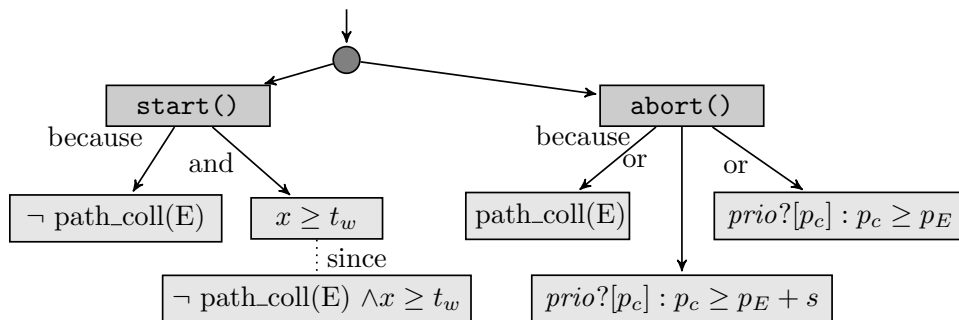 start()
abort()
because
and
because
or
or
¬ path_coll(E)
x ≥ t_w
path_coll(E)
prio?[p_c] : p_c ≥ p_E
since
¬ path_coll(E) ∧x ≥ t_w
prio?[p_c] : p_c ≥ p_E + s